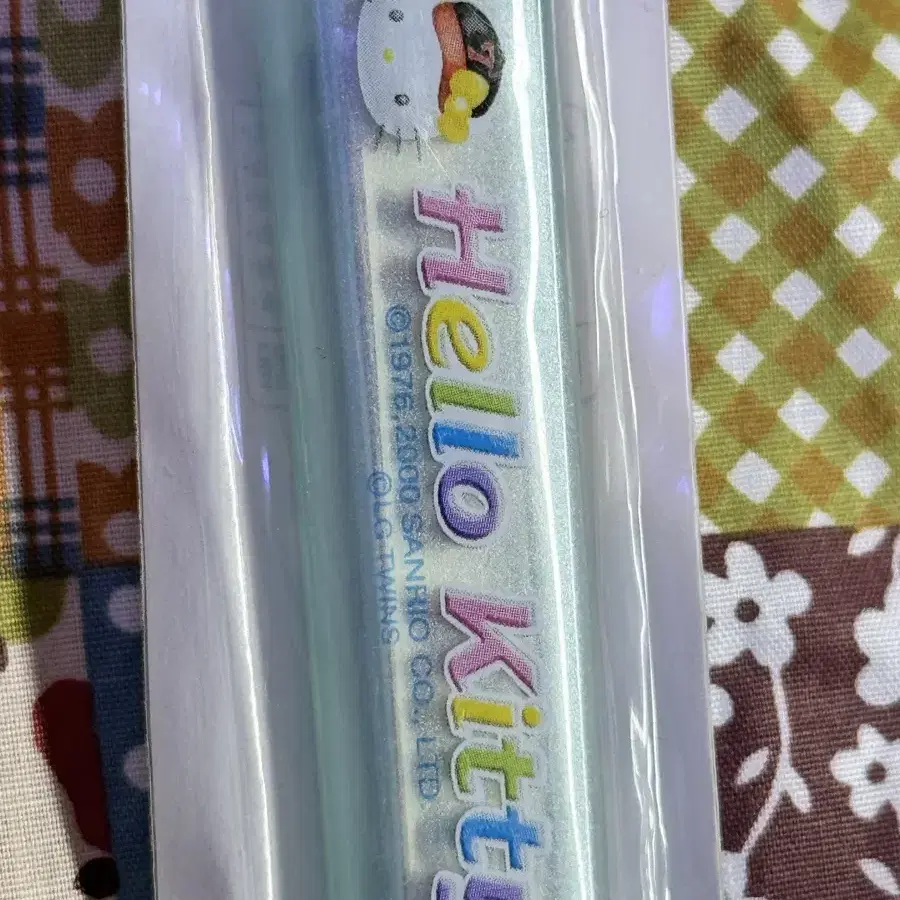 Hello Kitty
©1976, 2000 SANRIO CO., LTD
©LG TWINS